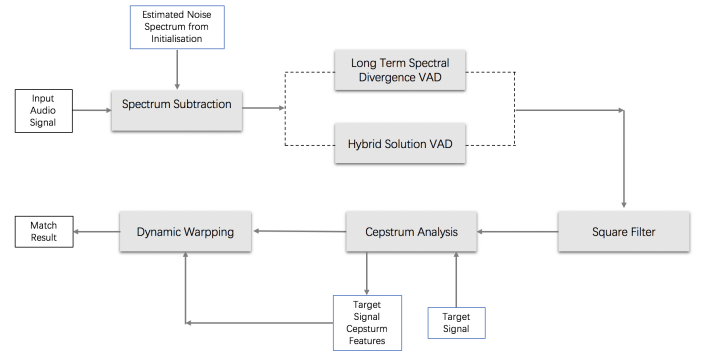 Estimated Noise
Spectrum from
Initialisation
Long Term Spectral
Divergence VAD
Input
Audio
Signal
Spectrum Subtraction
Hybrid Solution VAD
Match
Result
Dynamic Warpping
Cepstrum Analysis
Square Filter
Target
Signal
Cepsturm
Features
Target
Signal